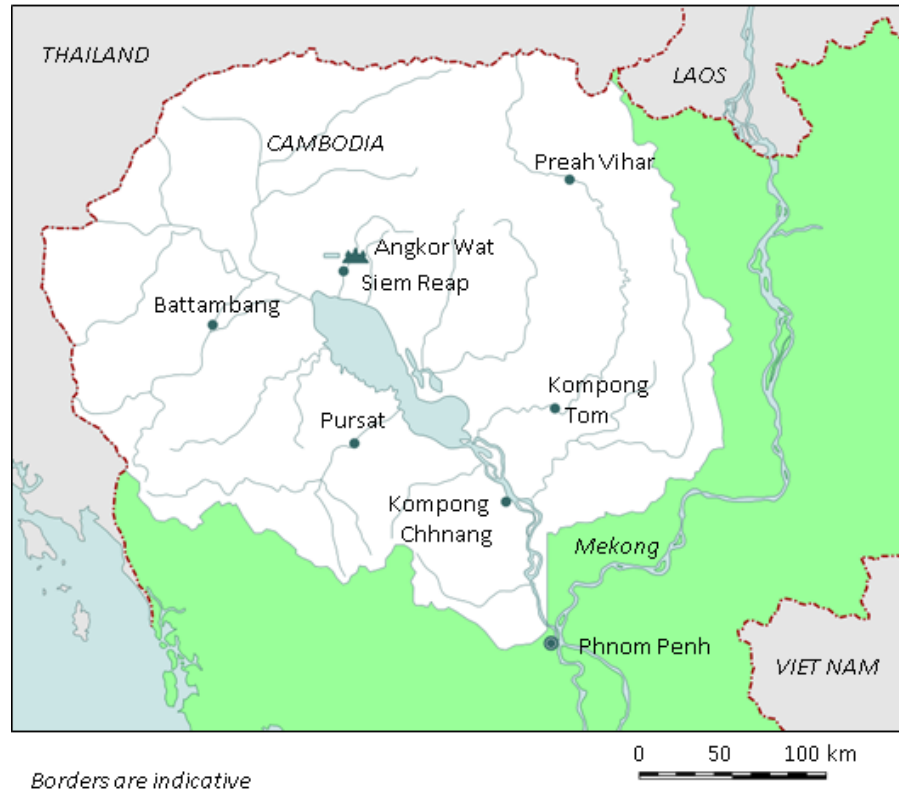 THAILAND
LAOS
CAMBODIA
Preah Vihar
Angkor Wat
Siem Reap
Battambang
Kompong
Tom
Pursat
Kompong
Chhnang
Mekong
Phnom Penh
VIET NAM
0 50 100 km
Borders are indicative